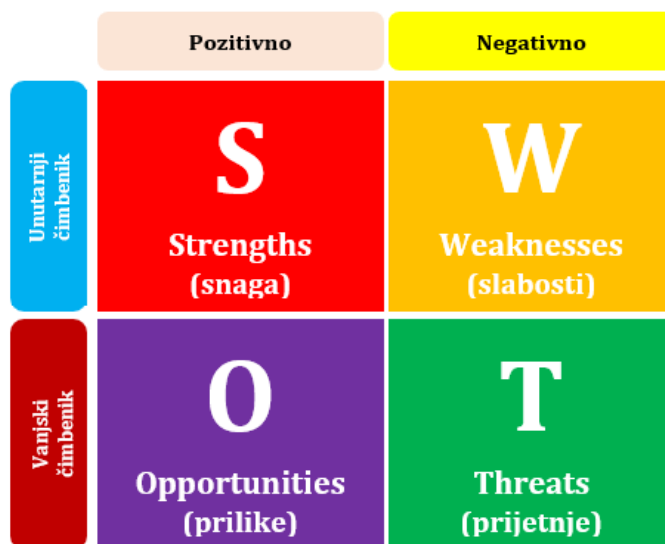 Pozitivno
Negativno
Unutarnji
čimbenik
S
Strengths
(snaga)
W
Weaknesses
(slabosti)
Vanjski
čimbenik
O
Opportunities
(prilike)
T
Threats
(prijetnje)